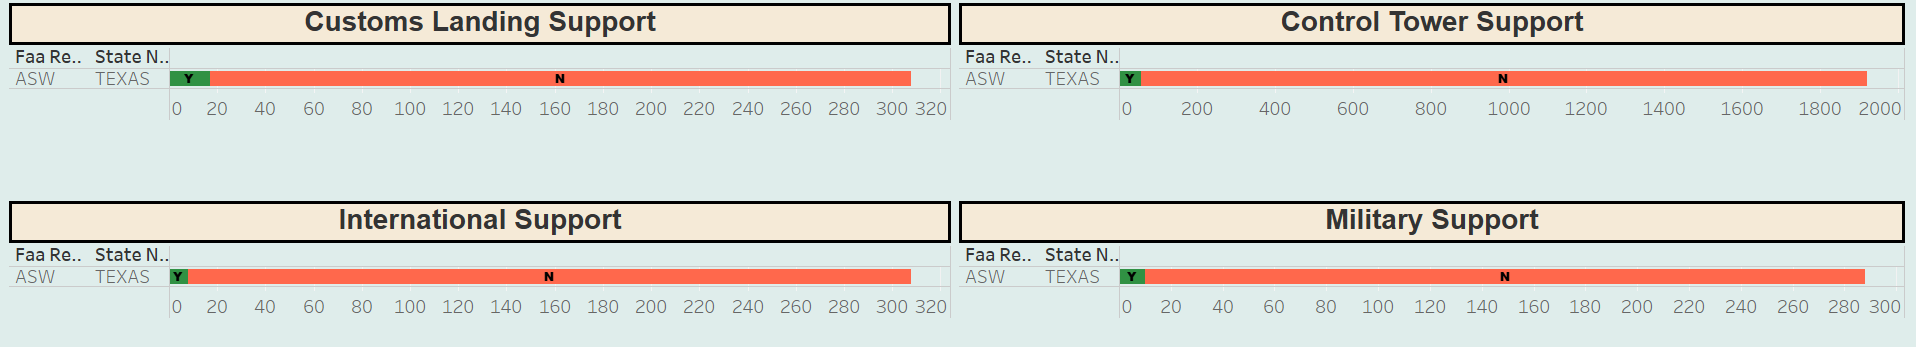 Customs Landing Support
Faa Re.. State N..
ASW TEXAS Y N
0 20 40 60 80 100 120 140 160 180 200 220 240 260 280 300 320
Control Tower Support
Faa Re.. State N..
ASW TEXAS Y N
0 200 400 600 800 1000 1200 1400 1600 1800 2000
International Support
Faa Re.. State N..
ASW TEXAS Y N
0 20 40 60 80 100 120 140 160 180 200 220 240 260 280 300 320
Military Support
Faa Re.. State N..
ASW TEXAS Y N
0 20 40 60 80 100 120 140 160 180 200 220 240 260 280 300